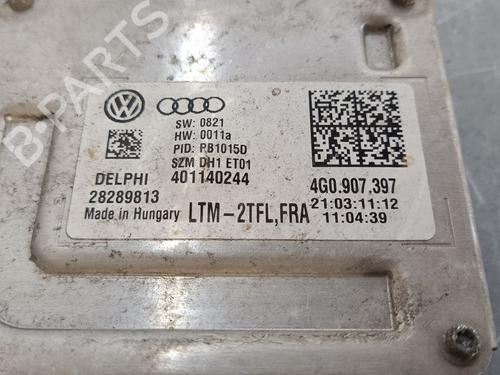 SW: 0821
HW: 0011a
PID: PB1015D
SZM DH1 ET01
DELPHI 401140244
28289813
Made in Hungary LTM-2TFL,FRA
4G0.907.397
21:03:11:12
11:04:39
B-PARTS